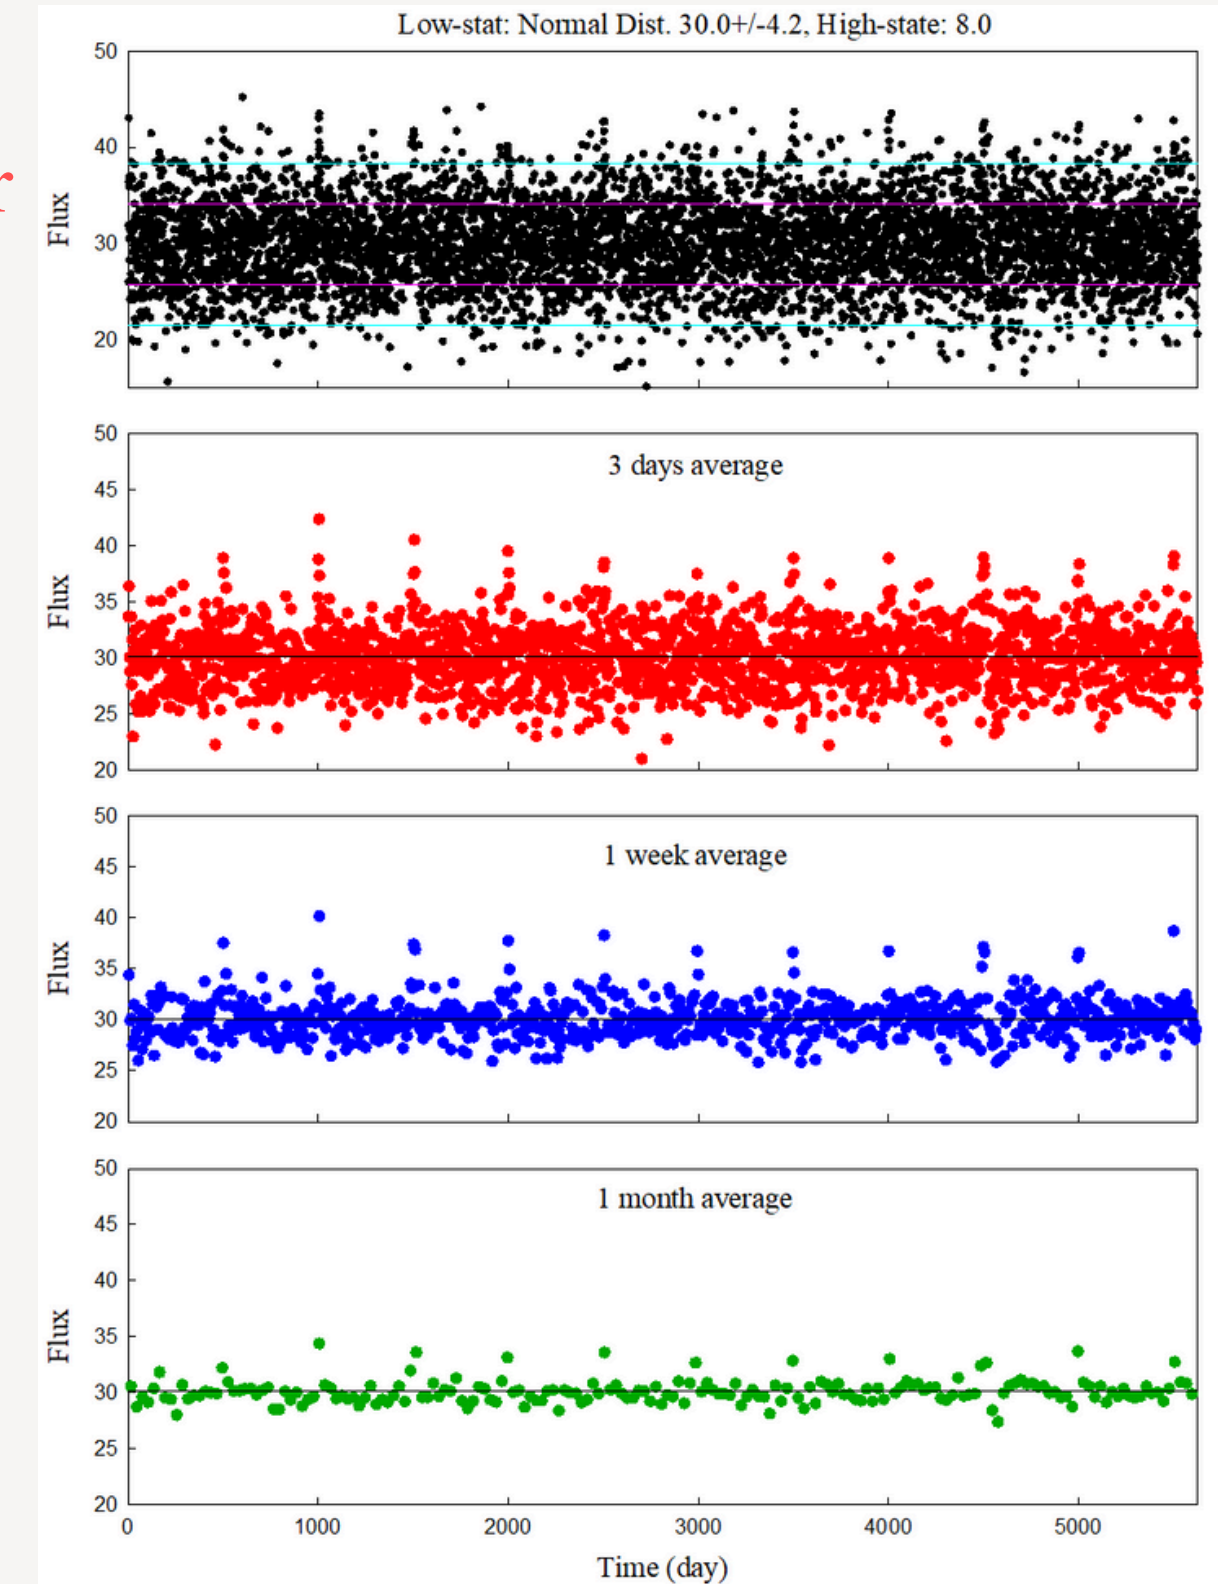 Low-stat: Normal Dist. 30.0+/-4.2, High-state: 8.0
50
40
30
20
Flux
r
3 days average
50
45
40
35
30
25
20
Flux
1 week average
50
45
40
35
30
25
20
Flux
1 month average
50
45
40
35
30
25
20
Flux
0 1000 2000 3000 4000 5000
Time (day)